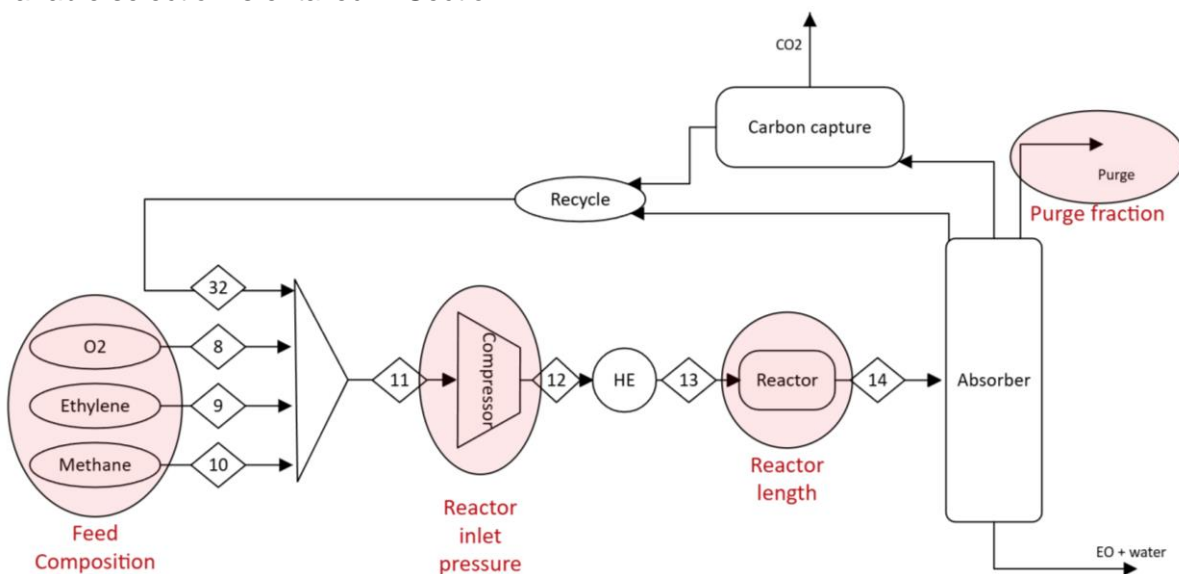 CO2
Carbon capture
Purge
Purge fraction
Recycle
32
O2
8
Ethylene
9
Methane
10
11
Compressor
12
HE
13
Reactor
14
Absorber
Feed
Composition
Reactor
inlet
pressure
Reactor
length
EO + water